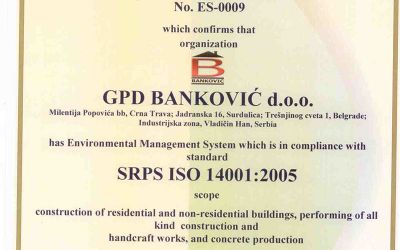 No. ES-0009
which confirms that
organization
B
BANKOVIĆ
GPD BANKOVIĆ d.o.o.
Milentija Popovića bb, Crna Trava; Jadranska 16, Surdulica; Trešnjinog cveta 1, Belgrade;
Industrijska zona, Vladičin Han, Serbia
has Environmental Management System which is in compliance with
standard
SRPS ISO 14001:2005
scope
construction of residential and non-residential buildings, performing of all
kind construction and
handcraft works, and concrete production